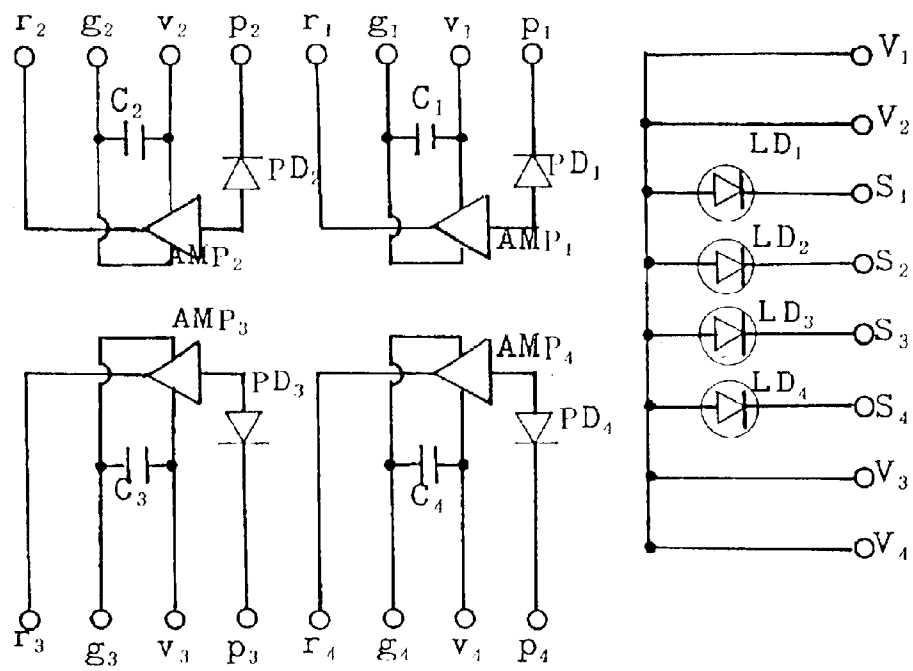 r₂ g₂ v₂ p₂ r₁ g₁ v₁ p₁
V₁
C₂ C₁
V₂
LD₁
PD₂ PD₁
S₁
AMP₂ AMP₁
LD₂
S₂
AMP₃ AMP₄
LD₃
S₃
PD₃ PD₄
LD₄
S₄
C₃ C₄
V₃
V₄
r₃ g₃ v₃ p₃ r₄ g₄ v₄ p₄